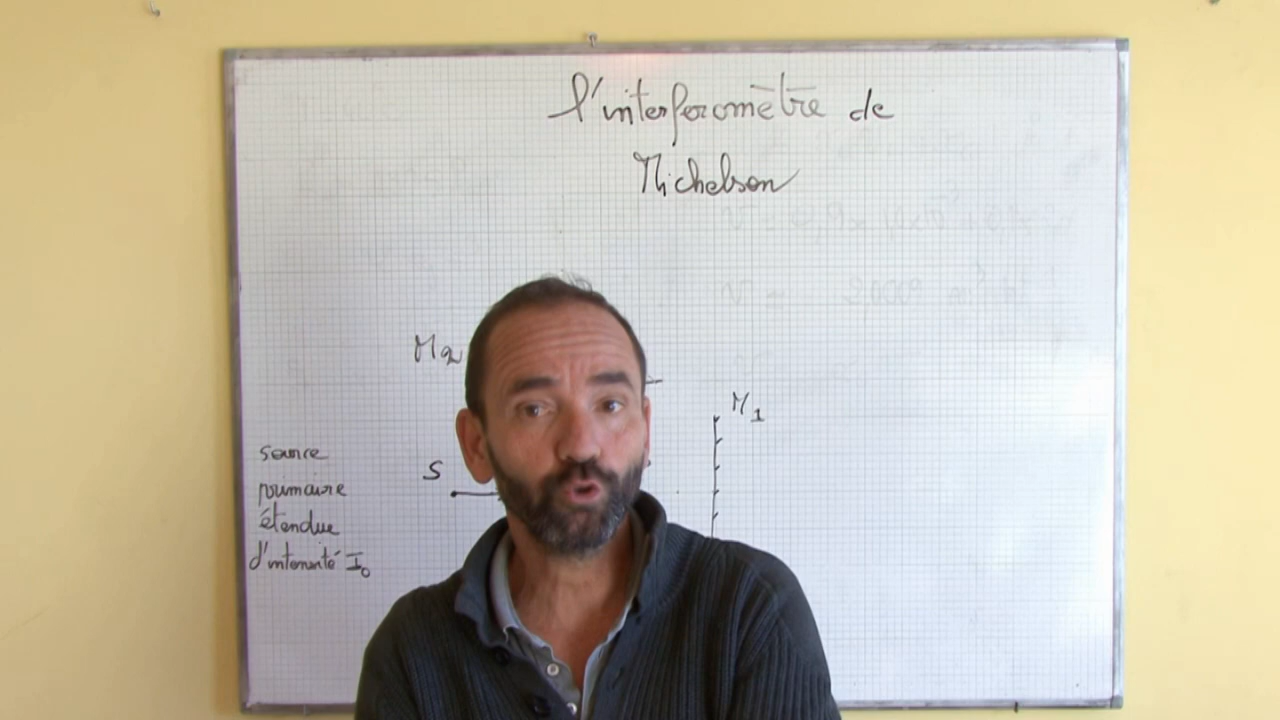 l'interféromètre de
Michelson
M2
M1
S
source
primaire
étendue
d'intensité I0